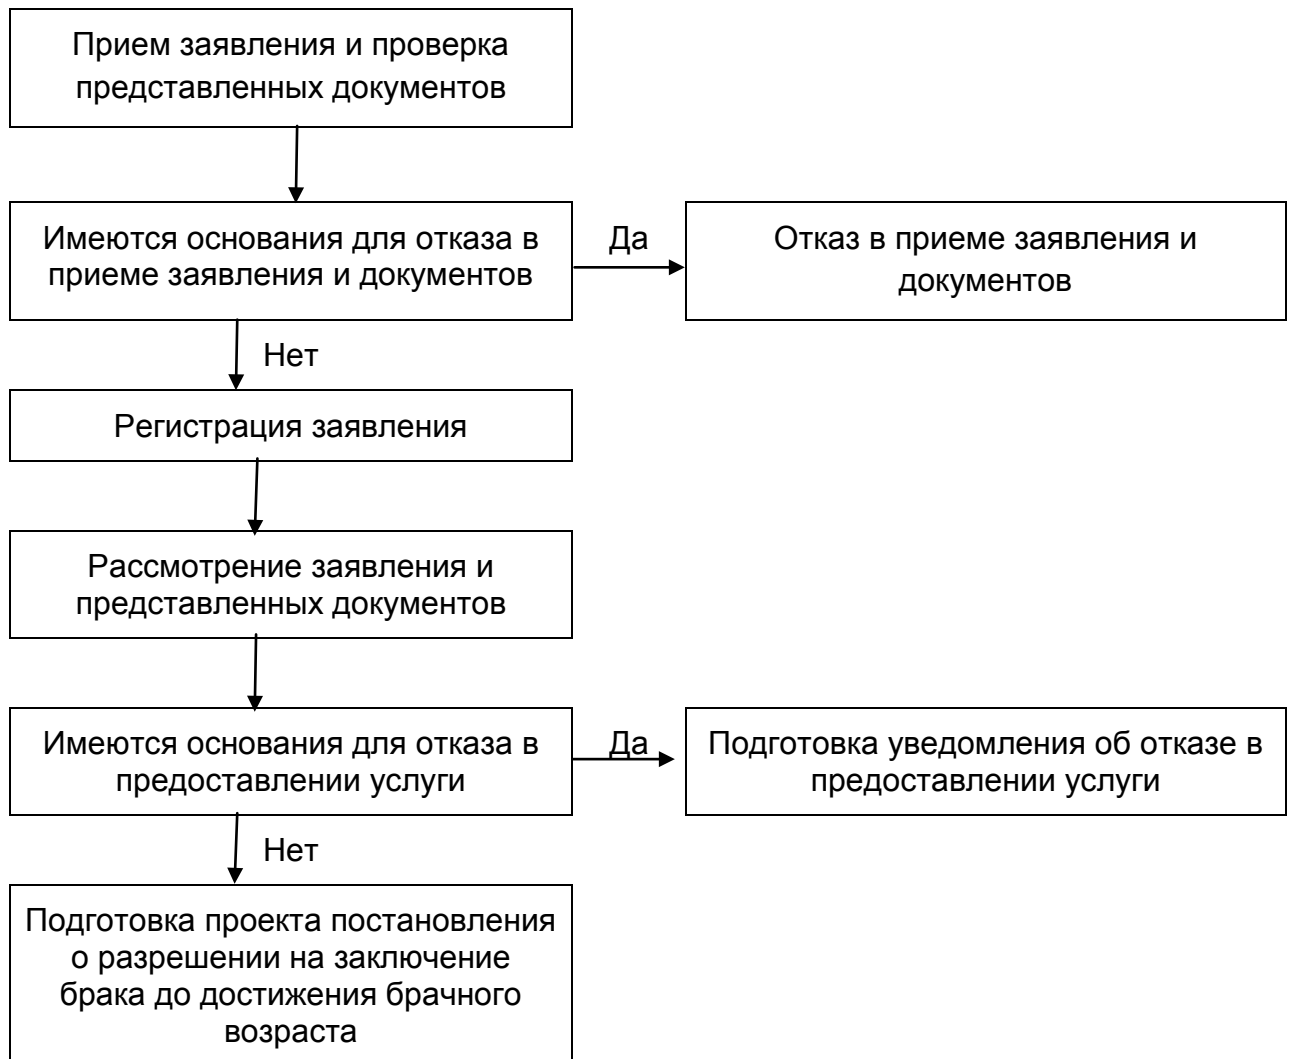 Прием заявления и проверка
представленных документов
Имеются основания для отказа в
приеме заявления и документов
Да
Отказ в приеме заявления и
документов
Нет
Регистрация заявления
Рассмотрение заявления и
представленных документов
Имеются основания для отказа в
предоставлении услуги
Да
Подготовка уведомления об отказе в
предоставлении услуги
Нет
Подготовка проекта постановления
о разрешении на заключение
брака до достижения брачного
возраста